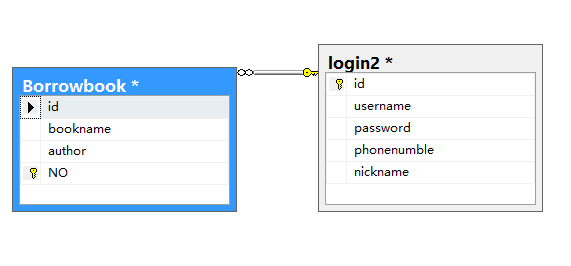 Borrowbook *
id
bookname
author
NO
login2 *
id
username
password
phonenumble
nickname